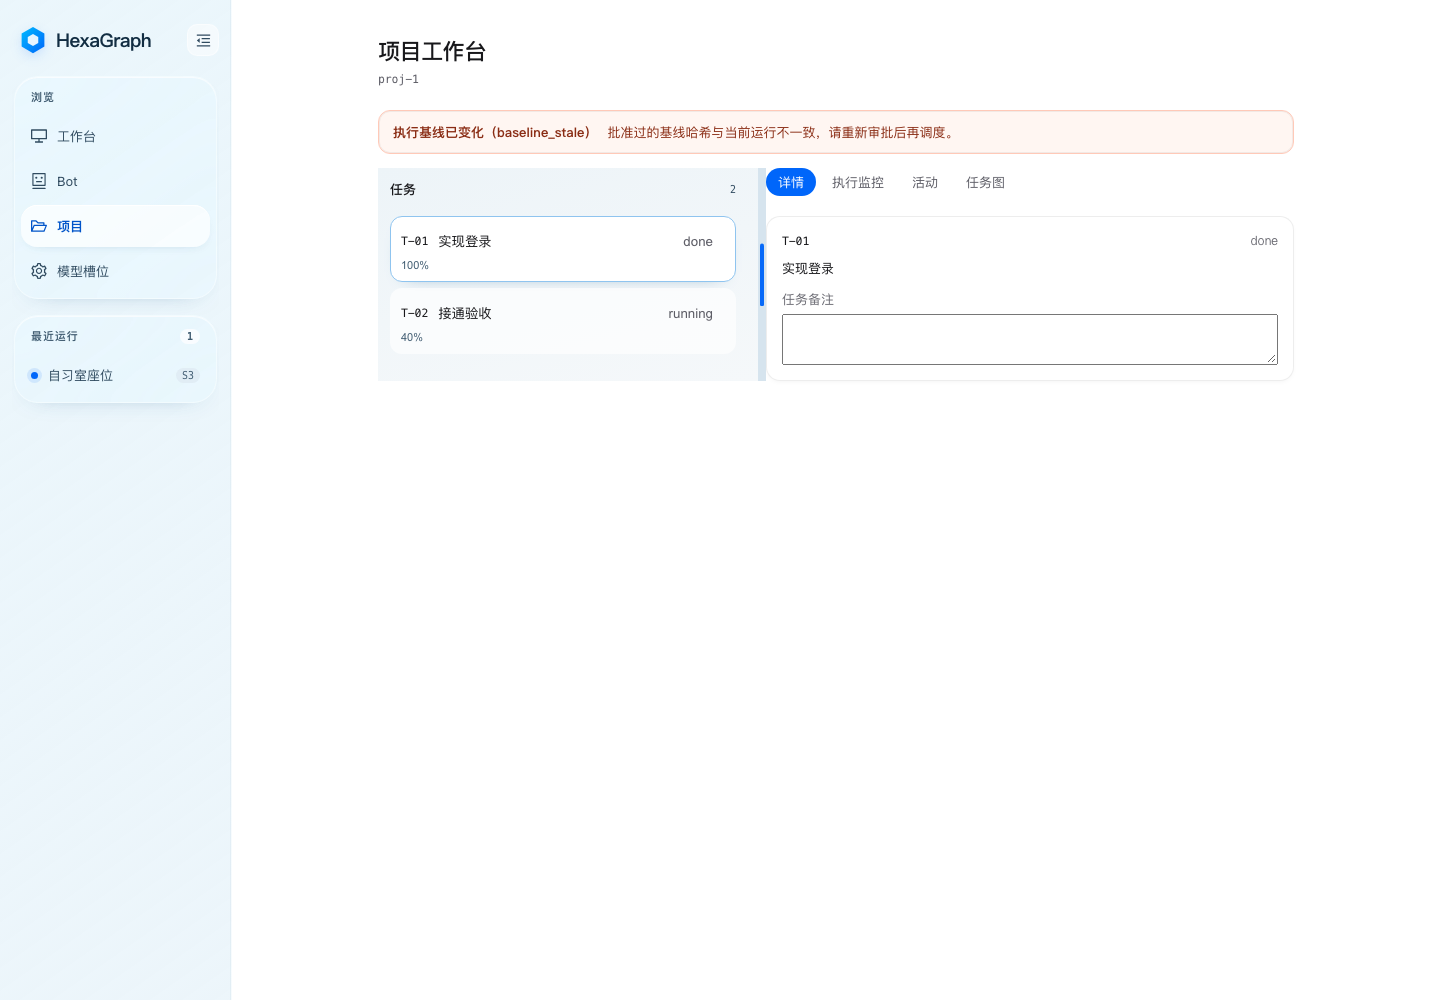 HexaGraph
浏览
工作台
Bot
项目
模型槽位
最近运行 1
自习室座位 S3
项目工作台
proj-1
执行基线已变化（baseline_stale） 批准过的基线哈希与当前运行不一致，请重新审批后再调度。
任务 2
T-01 实现登录 done
100%
T-02 接通验收 running
40%
详情 执行监控 活动 任务图
T-01 done
实现登录
任务备注